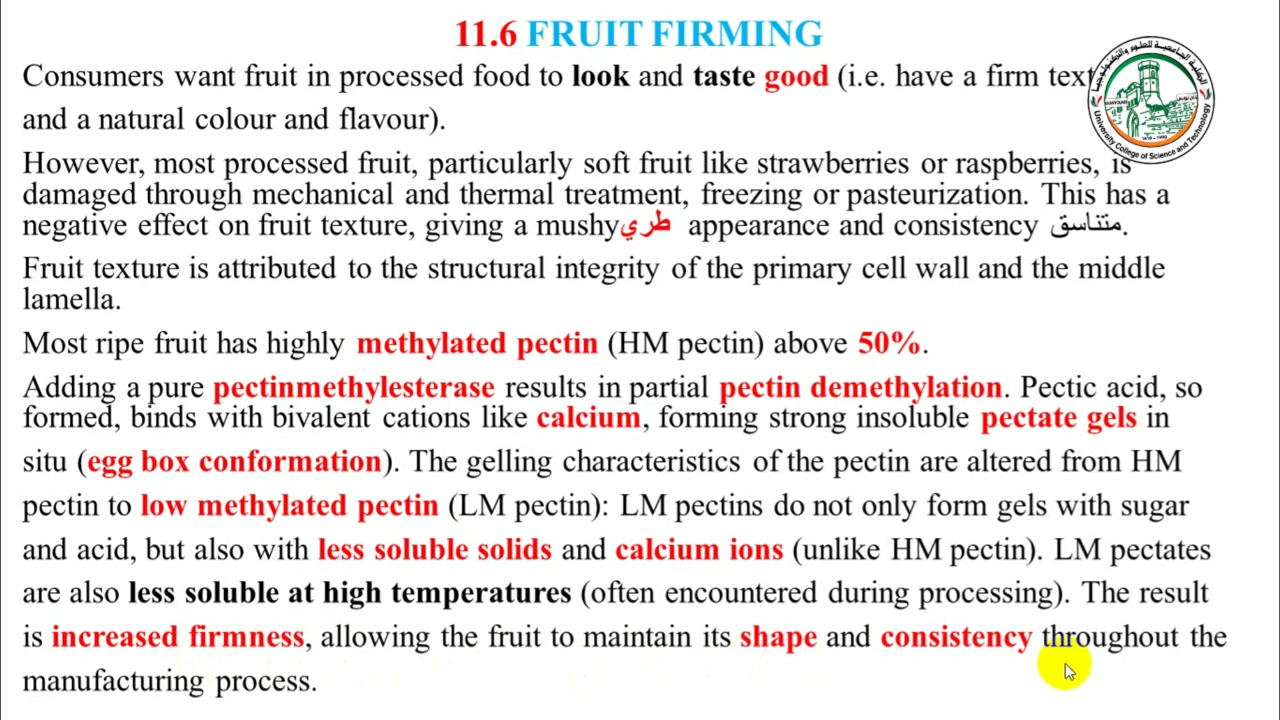 11.6 FRUIT FIRMING
Consumers want fruit in processed food to look and taste good (i.e. have a firm
and a natural colour and flavour).
However, most processed fruit, particularly soft fruit like strawberries or raspberries, is
damaged through mechanical and thermal treatment, freezing or pasteurization. This has a
negative effect on fruit texture, giving a mushy طري appearance and consistency متناسق.
Fruit texture is attributed to the structural integrity of the primary cell wall and the middle
lamella.
Most ripe fruit has highly methylated pectin (HM pectin) above 50%.
Adding a pure pectinmethylesterase results in partial pectin demethylation. Pectic acid, so
formed, binds with bivalent cations like calcium, forming strong insoluble pectate gels in
situ (egg box conformation). The gelling characteristics of the pectin are altered from HM
pectin to low methylated pectin (LM pectin): LM pectins do not only form gels with sugar
and acid, but also with less soluble solids and calcium ions (unlike HM pectin). LM pectates
are also less soluble at high temperatures (often encountered during processing). The result
is increased firmness, allowing the fruit to maintain its shape and consistency throughout the
manufacturing process.
الكلية الجامعية للعلوم والتكنولوجيا
University College of Science and Technology